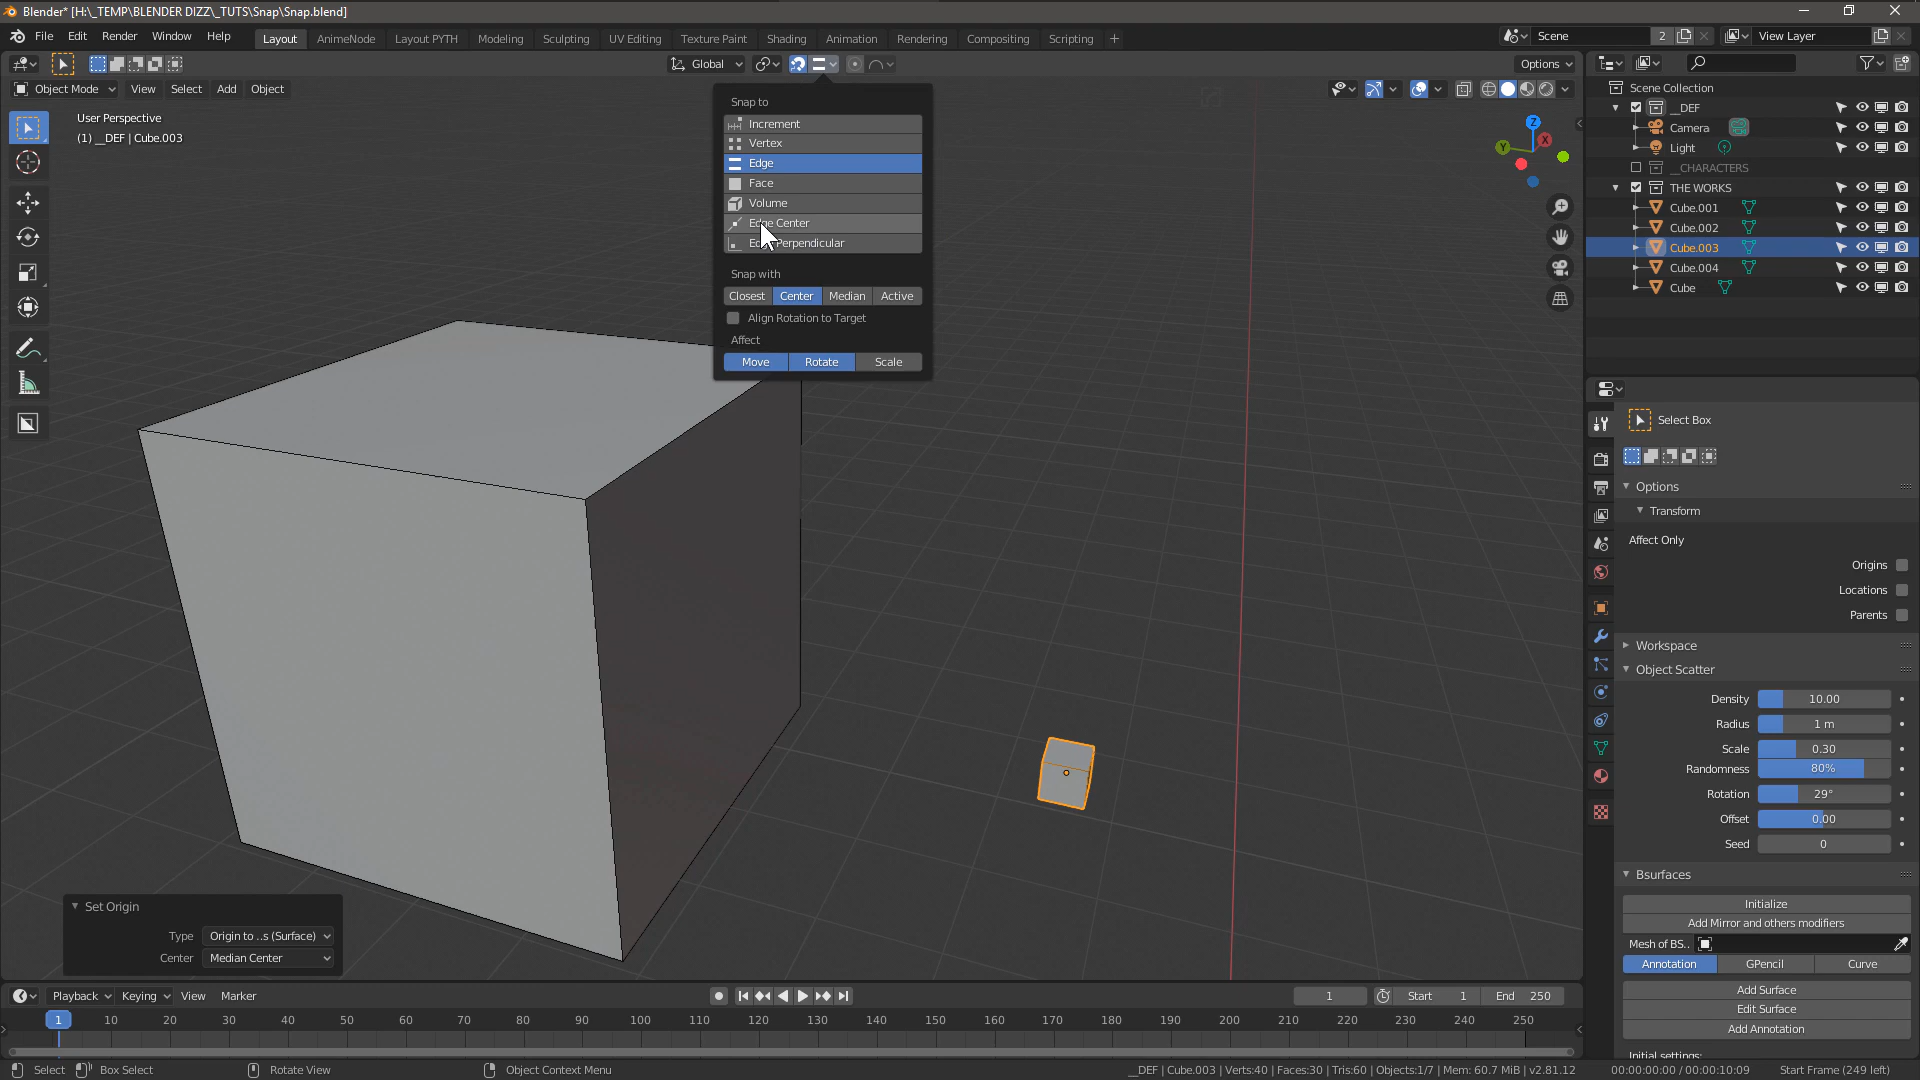 Blender* [H:\_TEMP\BLENDER DIZZ\_TUTS\Snap\Snap.blend]
File Edit Render Window Help
Layout AnimeNode Layout PYTH Modeling Sculpting UV Editing Texture Paint Shading Animation Rendering Compositing Scripting +
Scene 2 View Layer
Global Options
Object Mode View Select Add Object
User Perspective
(1) __DEF | Cube.003
Snap to
Increment
Vertex
Edge
Face
Volume
Edge Center
Perpendicular
Snap with
Closest Center Median Active
Align Rotation to Target
Affect
Move Rotate Scale
Z
X
Y
Scene Collection
__DEF
Camera
Light
__CHARACTERS
THE WORKS
Cube.001
Cube.002
Cube.003
Cube.004
Cube
Select Box
Options
Transform
Affect Only
Origins
Locations
Parents
Workspace
Object Scatter
Density 10.00
Radius 1 m
Scale 0.30
Randomness 80%
Rotation 29°
Offset 0.00
Seed 0
Bsurfaces
Initialize
Add Mirror and others modifiers
Mesh of BS..
Annotation GPencil Curve
Add Surface
Edit Surface
Add Annotation
Initial settings:
Set Origin
Type Origin to ..s (Surface)
Center Median Center
Playback Keying View Marker
1 Start 1 End 250
1 10 20 30 40 50 60 70 80 90 100 110 120 130 140 150 160 170 180 190 200 210 220 230 240 250
Select Box Select Rotate View Object Context Menu
__DEF | Cube.003 | Verts:40 | Faces:30 | Tris:60 | Objects:1/7 | Mem: 60.7 MiB | v2.81.12
00:00:00:00 / 00:00:10:09 Start Frame (249 left)